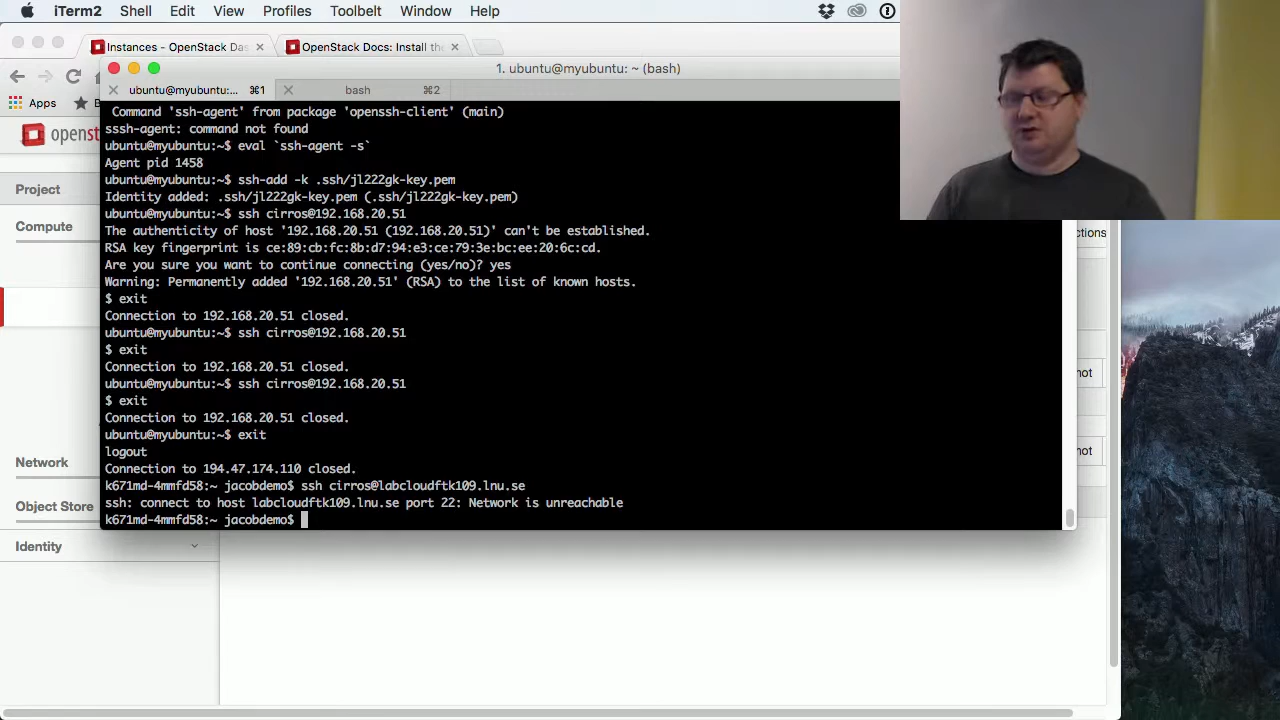 iTerm2 Shell Edit View Profiles Toolbelt Window Help
Instances - OpenStack Das
OpenStack Docs: Install the
1. ubuntu@myubuntu: ~ (bash)
Apps
ubuntu@myubuntu:... ⌘1
bash ⌘2
openst
Project
Compute
Network
Object Store
Identity
Command 'ssh-agent' from package 'openssh-client' (main)
sssh-agent: command not found
ubuntu@myubuntu:~$ eval `ssh-agent -s`
Agent pid 1458
ubuntu@myubuntu:~$ ssh-add -k .ssh/jl222gk-key.pem
Identity added: .ssh/jl222gk-key.pem (.ssh/jl222gk-key.pem)
ubuntu@myubuntu:~$ ssh cirros@192.168.20.51
The authenticity of host '192.168.20.51 (192.168.20.51)' can't be established.
RSA key fingerprint is ce:89:cb:fc:8b:d7:94:e3:ce:79:3e:bc:ee:20:6c:cd.
Are you sure you want to continue connecting (yes/no)? yes
Warning: Permanently added '192.168.20.51' (RSA) to the list of known hosts.
$ exit
Connection to 192.168.20.51 closed.
ubuntu@myubuntu:~$ ssh cirros@192.168.20.51
$ exit
Connection to 192.168.20.51 closed.
ubuntu@myubuntu:~$ ssh cirros@192.168.20.51
$ exit
Connection to 192.168.20.51 closed.
ubuntu@myubuntu:~$ exit
logout
Connection to 194.47.174.110 closed.
k671md-4mmfd58:~ jacobdemo$ ssh cirros@labcloudftk109.lnu.se
ssh: connect to host labcloudftk109.lnu.se port 22: Network is unreachable
k671md-4mmfd58:~ jacobdemo$
ctions
hot
hot